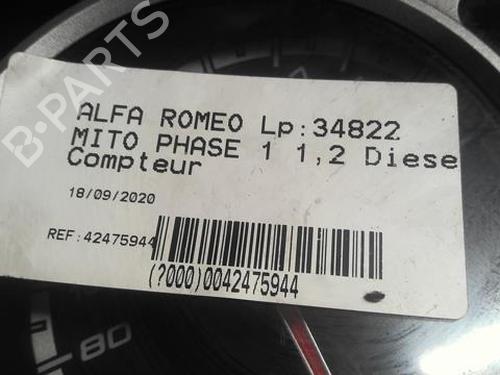 ALFA ROMEO Lp:34822
MITO PHASE 1 1,2 Diese
Compteur
18/09/2020
REF:42475944
(?000)0042475944
80
B-PARTS